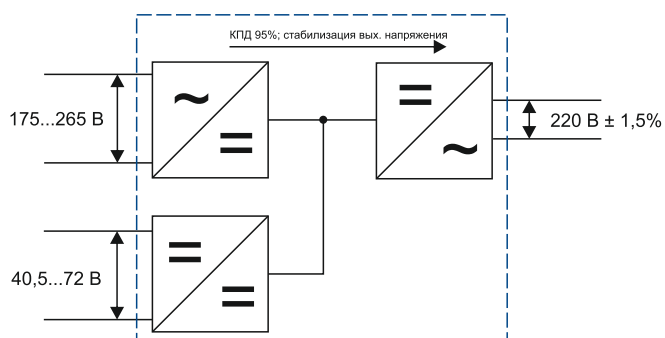 КПД 95%; стабилизация вых. напряжения
175...265 В
220 В ± 1,5%
40,5...72 В